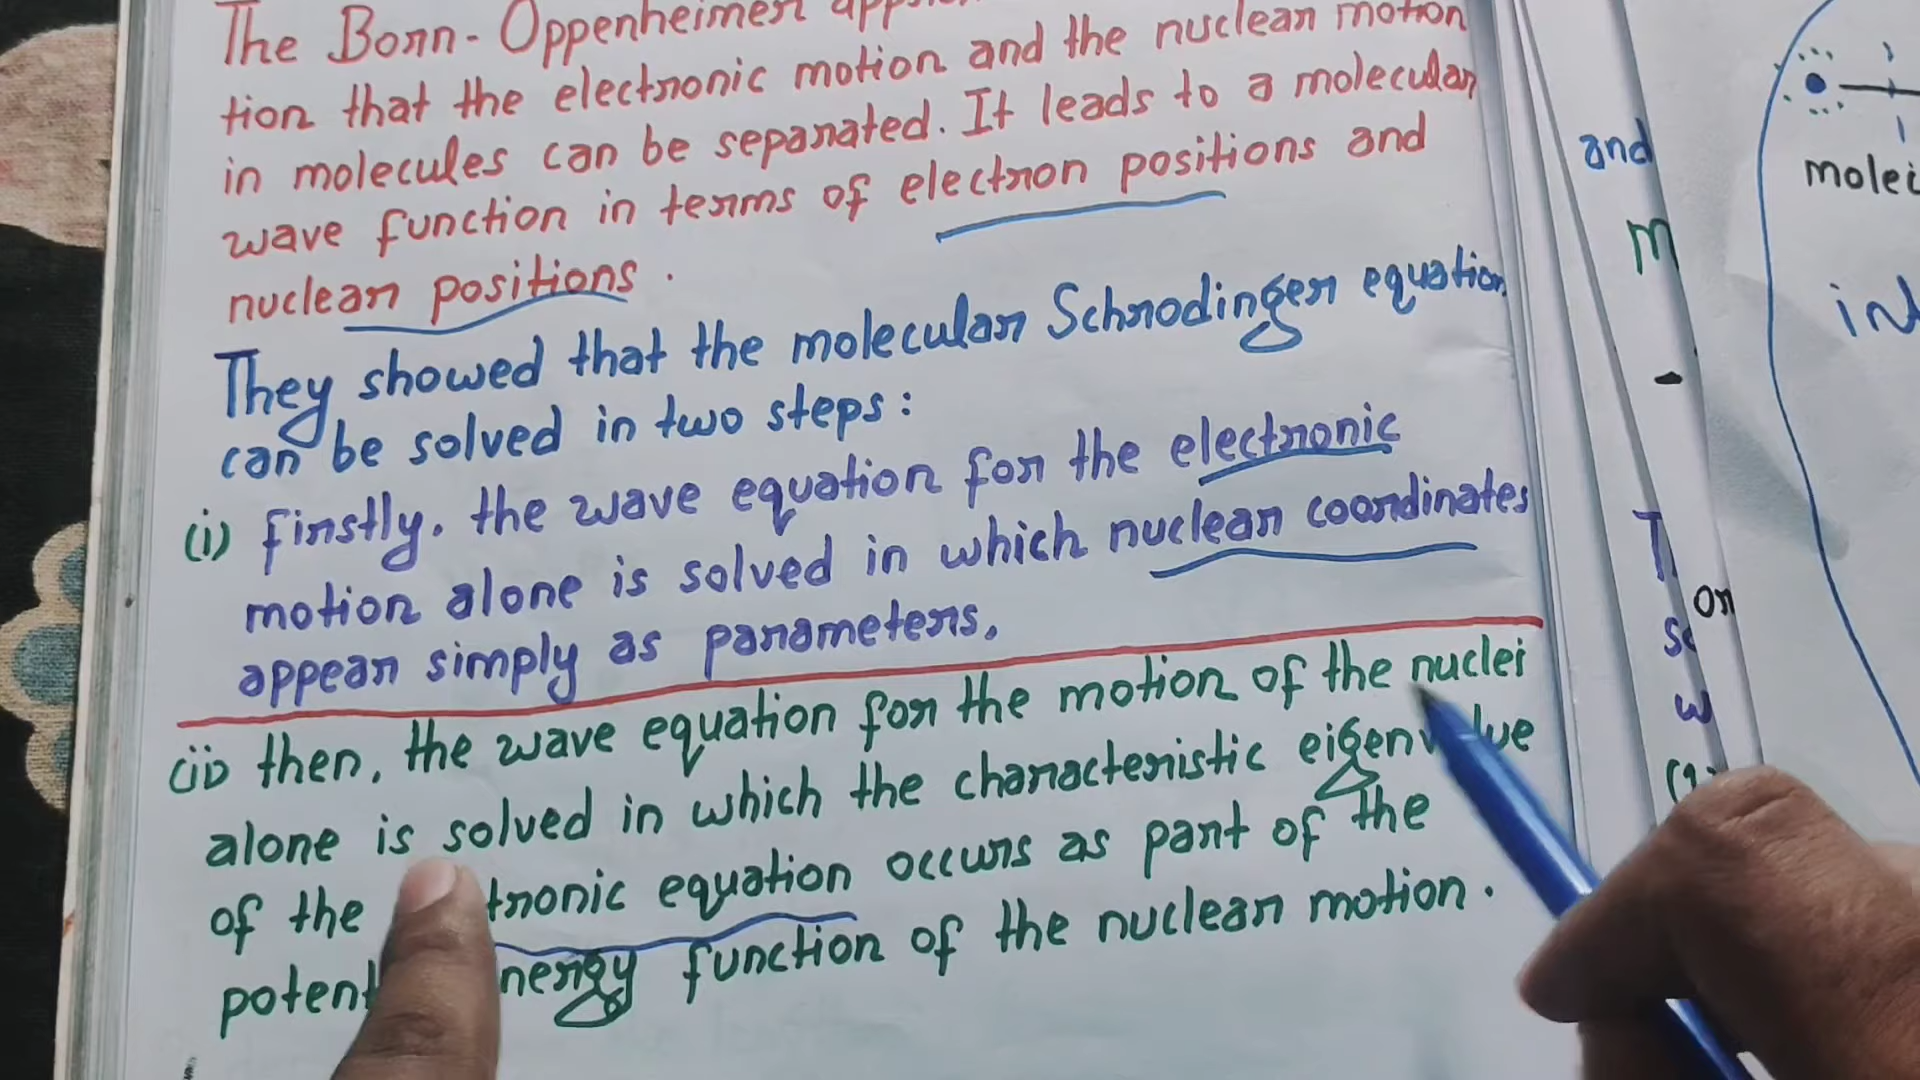 The Born-Oppenheimer
tion that the electronic motion and the nuclear motion
in molecules can be separated. It leads to a molecular
wave function in terms of electron positions and
nuclear positions.
They showed that the molecular Schrodinger equation
can be solved in two steps:
(i) firstly, the wave equation for the electronic
motion alone is solved in which nuclear coordinates
appear simply as parameters.
(ii) then, the wave equation for the motion of the nuclei
alone is solved in which the characteristic
of the equation occurs as part of the
function of the nuclear motion.
and
on